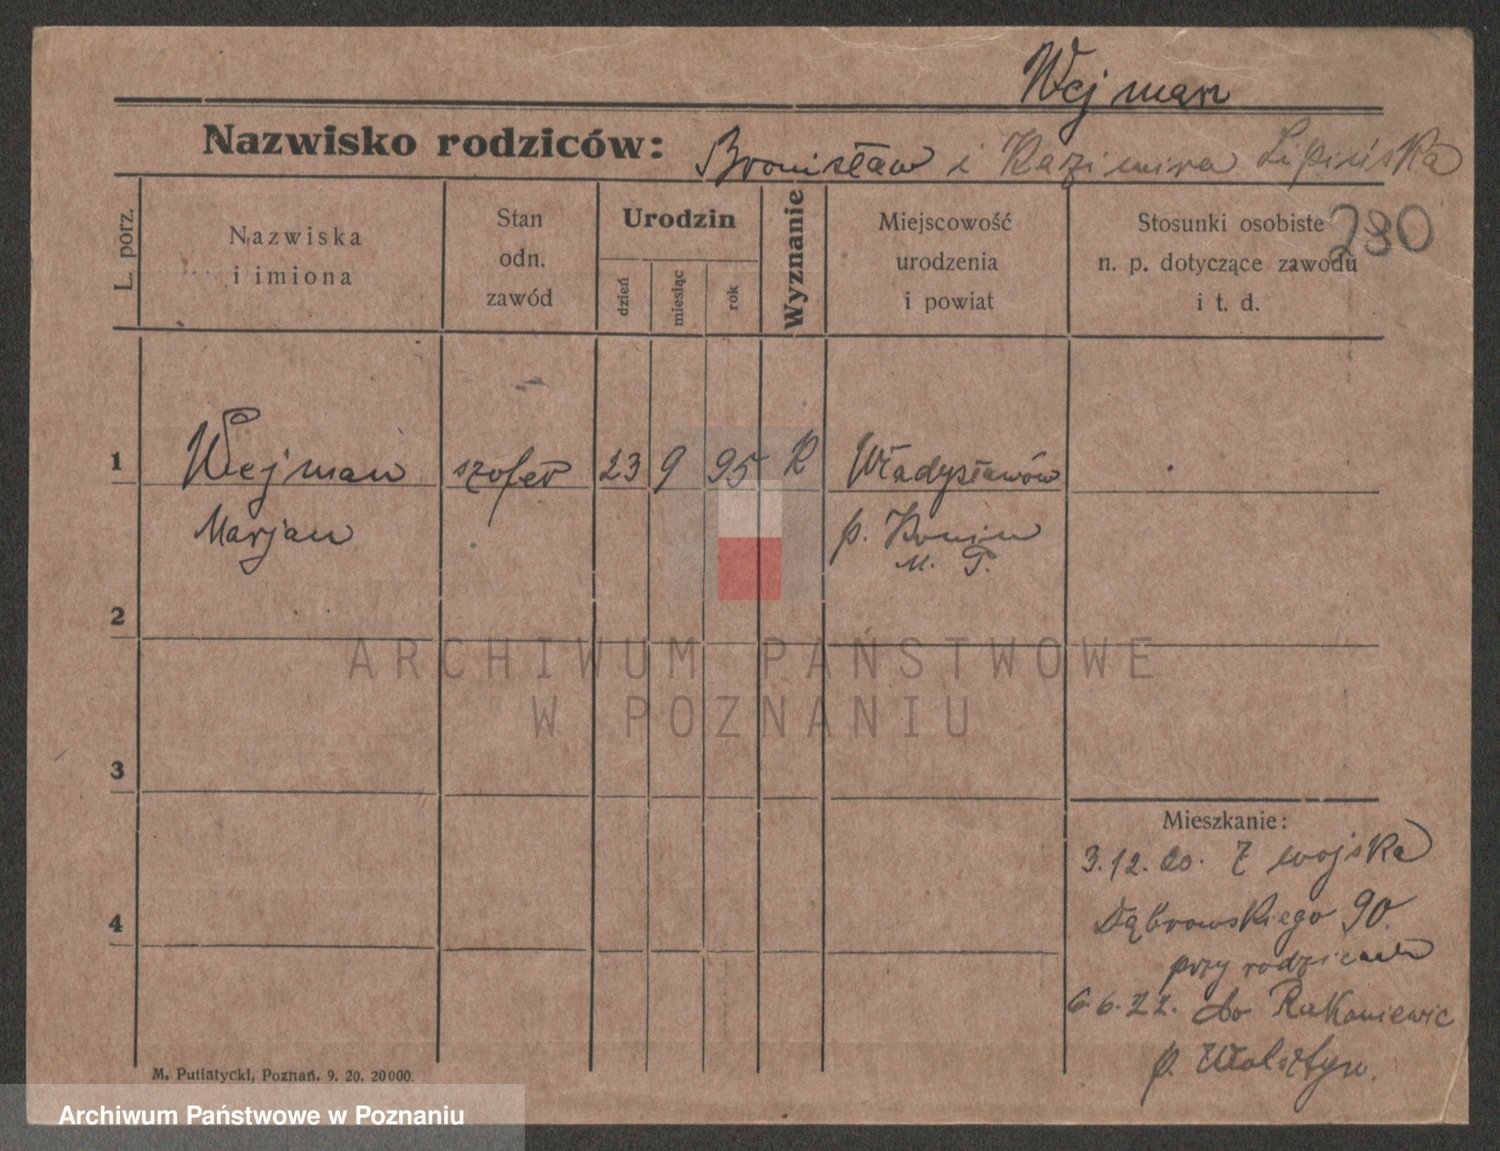 Wejman
Nazwisko rodziców: Bronisław i Kazimira Lipińska
L. porz.
Nazwiska
i imiona
Stan
odn.
zawód
Urodzin
dzień
miesiąc
rok
Wyznanie
Miejscowość
urodzenia
i powiat
Stosunki osobiste
n. p. dotyczące zawodu
i t. d.
280
1 Wejman szofer 23 9 95 K Władysławów
Marjan p. Konin
M. P.
2
ARCHIWUM PAŃSTWOWE
W POZNANIU
3
Mieszkanie:
3.12.20. Z wojska
4 Dąbrowskiego 90.
przy rodzicach
6.6.22. do Rakoniewic
p. Wolsztyn.
M. Putiatycki, Poznań. 9. 20. 20000.
Archiwum Państwowe w Poznaniu